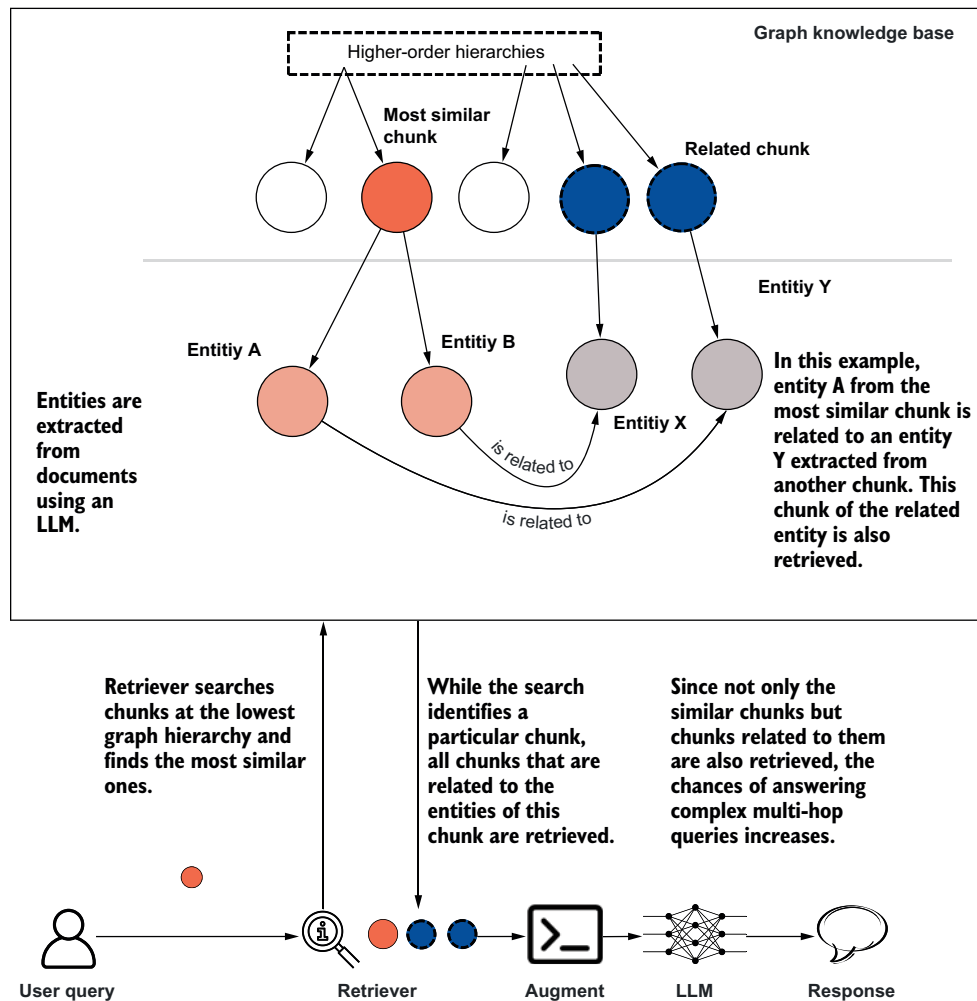 Graph knowledge base
Higher-order hierarchies
Most similar
chunk
Related chunk
Entitiy Y
Entitiy A
Entitiy B
Entitiy X
Entities are
extracted
from
documents
using an
LLM.
is related to
is related to
In this example,
entity A from the
most similar chunk is
related to an entity
Y extracted from
another chunk. This
chunk of the related
entity is also
retrieved.
Retriever searches
chunks at the lowest
graph hierarchy and
finds the most similar
ones.
While the search
identifies a
particular chunk,
all chunks that are
related to the
entities of this
chunk are retrieved.
Since not only the
similar chunks but
chunks related to them
are also retrieved, the
chances of answering
complex multi-hop
queries increases.
i
>_
User query
Retriever
Augment
LLM
Response